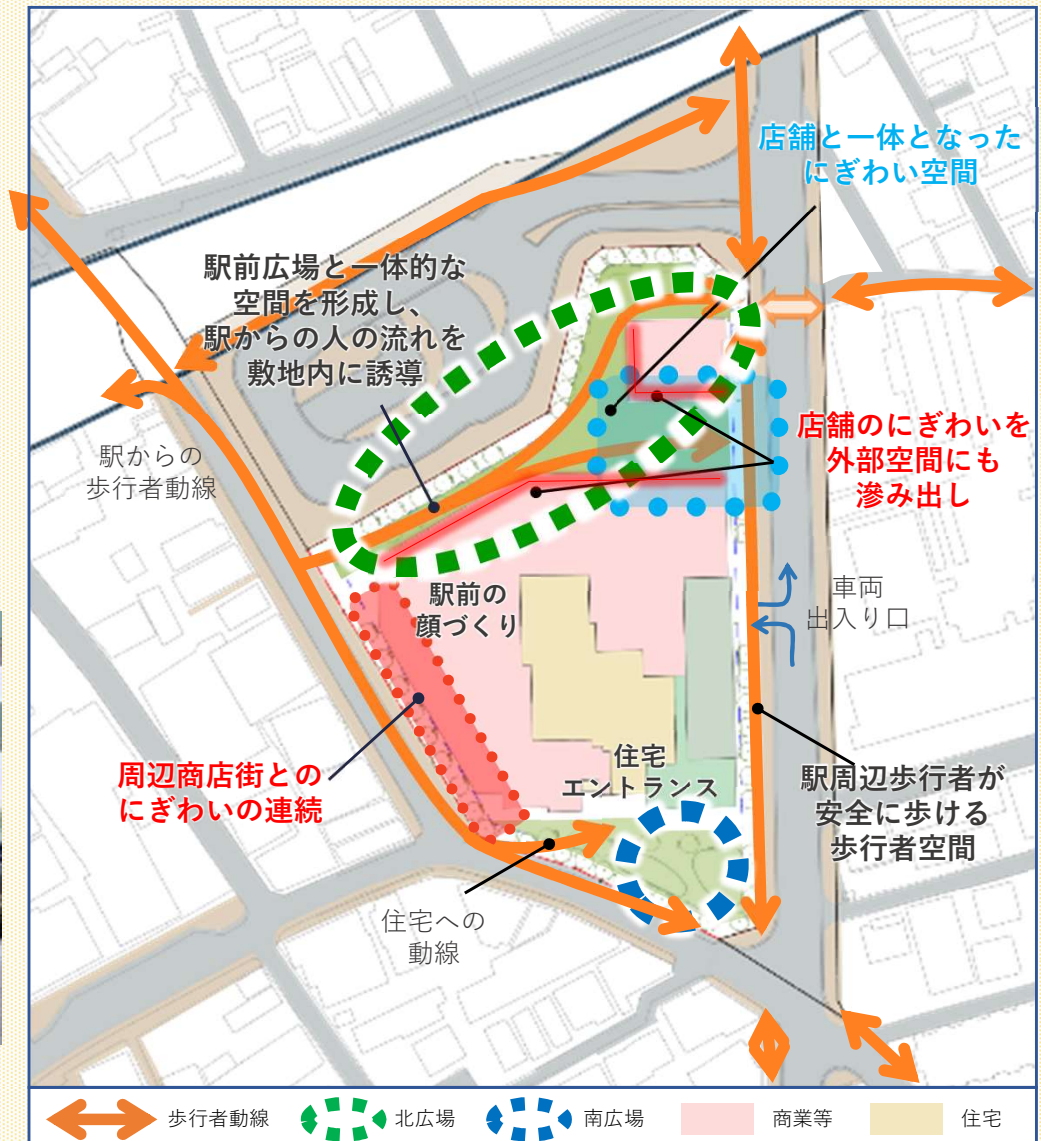 店舗と一体となった
にぎわい空間
駅前広場と一体的な
空間を形成し、
駅からの人の流れを
敷地内に誘導
店舗のにぎわいを
外部空間にも
滲み出し
駅からの
歩行者動線
駅前の
顔づくり
車両
出入り口
周辺商店街との
にぎわいの連続
住宅
エントランス
駅周辺歩行者が
安全に歩ける
歩行者空間
住宅への
動線
歩行者動線
北広場
南広場
商業等
住宅